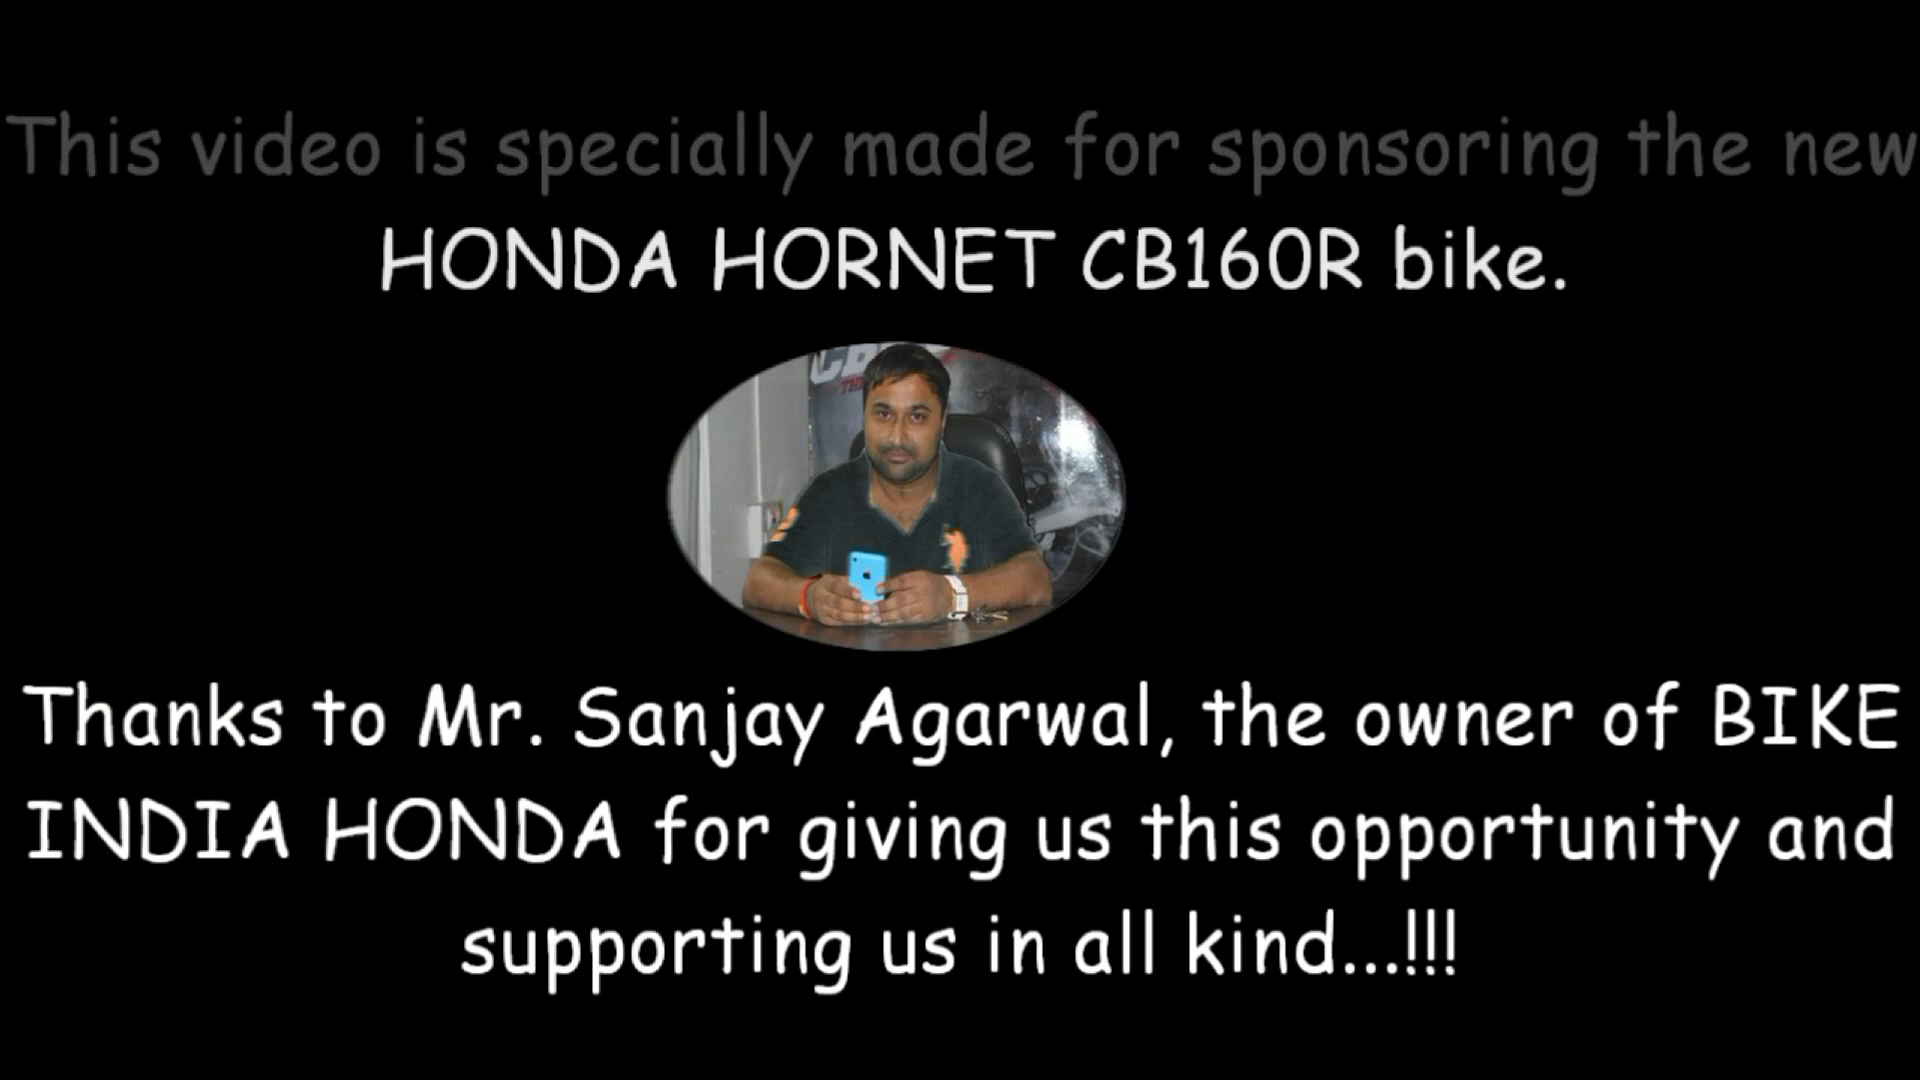 This video is specially made for sponsoring the new
HONDA HORNET CB160R bike.
Thanks to Mr. Sanjay Agarwal, the owner of BIKE
INDIA HONDA for giving us this opportunity and
supporting us in all kind...!!!